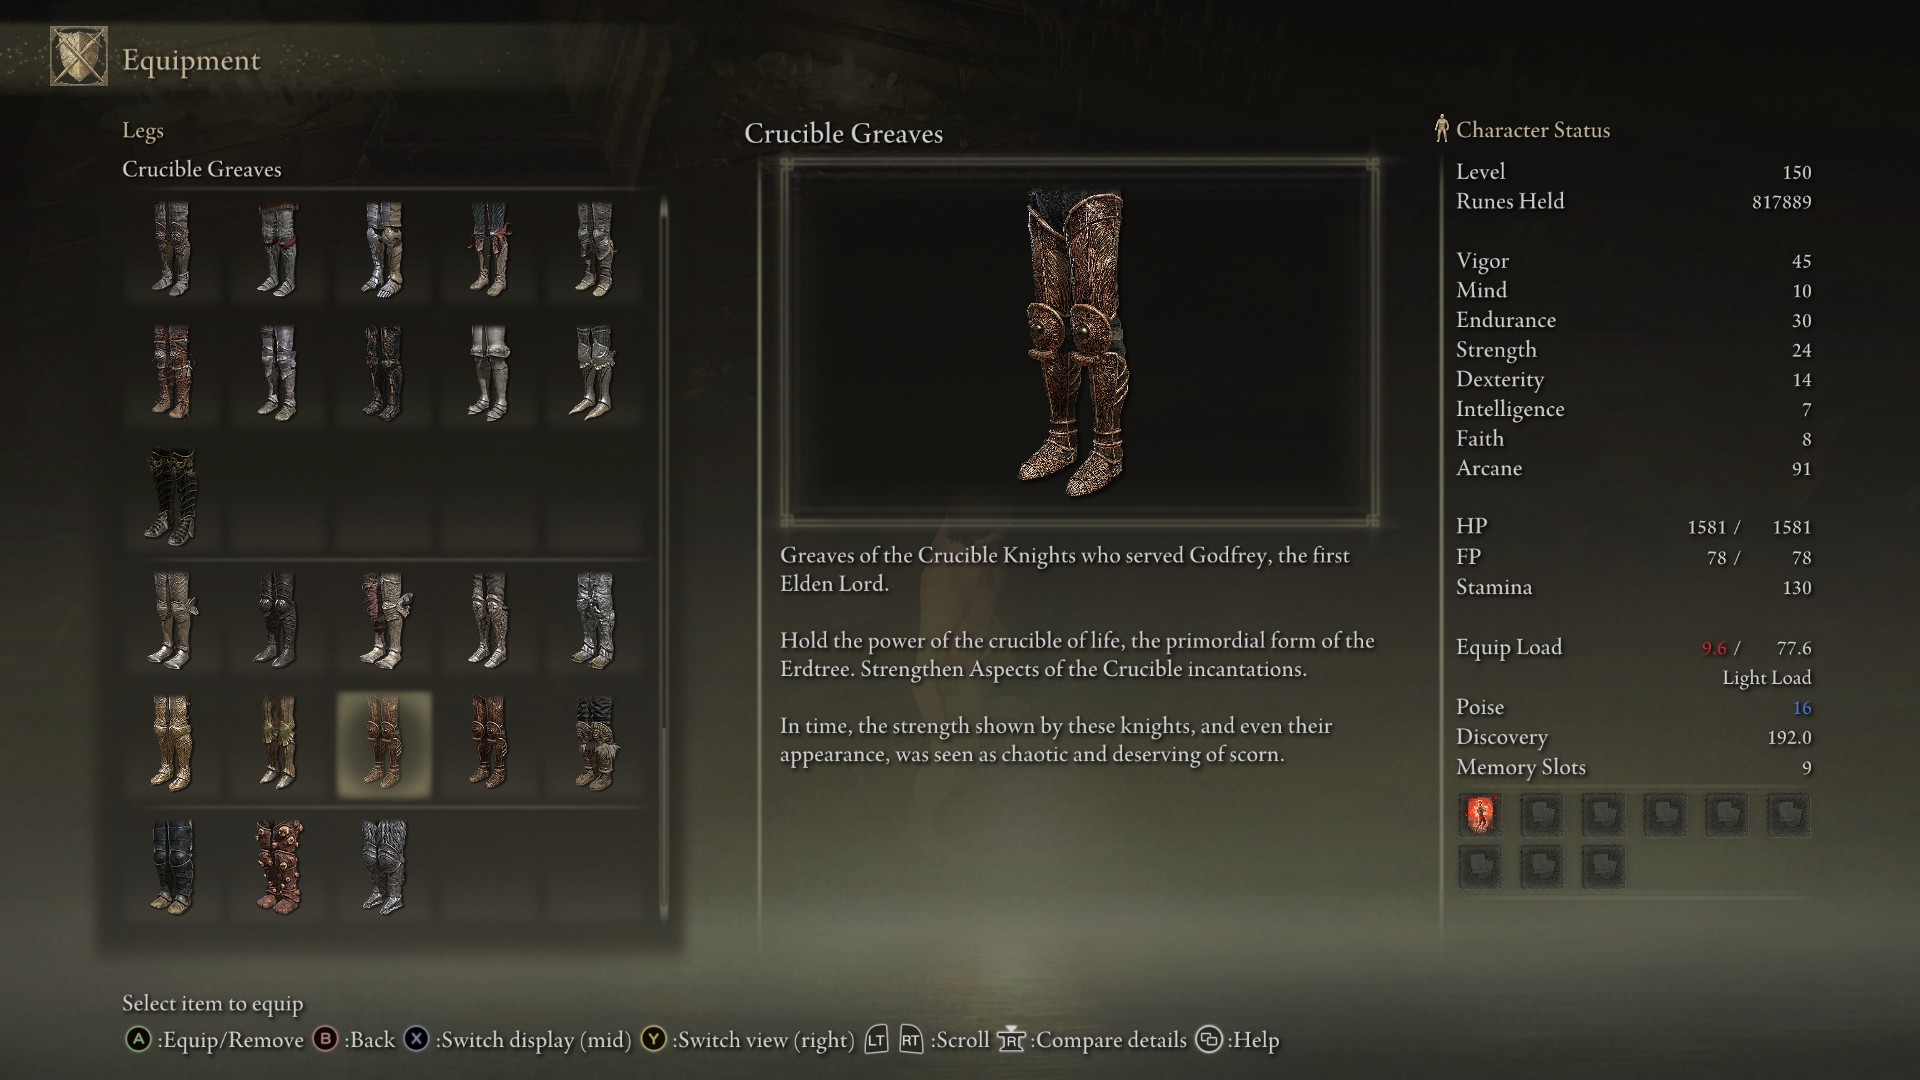 Equipment
Legs
Crucible Greaves
Crucible Greaves
Greaves of the Crucible Knights who served Godfrey, the first
Elden Lord.
Hold the power of the crucible of life, the primordial form of the
Erdtree. Strengthen Aspects of the Crucible incantations.
In time, the strength shown by these knights, and even their
appearance, was seen as chaotic and deserving of scorn.
Character Status
Level 150
Runes Held 817889
Vigor 45
Mind 10
Endurance 30
Strength 24
Dexterity 14
Intelligence 7
Faith 8
Arcane 91
HP 1581 / 1581
FP 78 / 78
Stamina 130
Equip Load 9.6 / 77.6
Light Load
Poise 16
Discovery 192.0
Memory Slots 9
Select item to equip
A :Equip/Remove B :Back X :Switch display (mid) Y :Switch view (right) LT RT :Scroll R :Compare details :Help